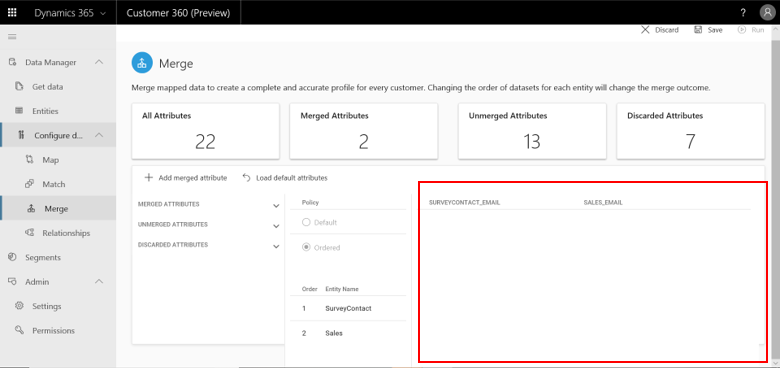 Dynamics 365
Customer 360 (Preview)
?
Discard
Save
Run
Data Manager
Get data
Entities
Configure d...
Map
Match
Merge
Relationships
Segments
Admin
Settings
Permissions
Merge
Merge mapped data to create a complete and accurate profile for every customer. Changing the order of datasets for each entity will change the merge outcome.
All Attributes
22
Merged Attributes
2
Unmerged Attributes
13
Discarded Attributes
7
Add merged attribute
Load default attributes
MERGED ATTRIBUTES
UNMERGED ATTRIBUTES
DISCARDED ATTRIBUTES
Policy
Default
Ordered
Order Entity Name
1 SurveyContact
2 Sales
SURVEYCONTACT_EMAIL SALES_EMAIL